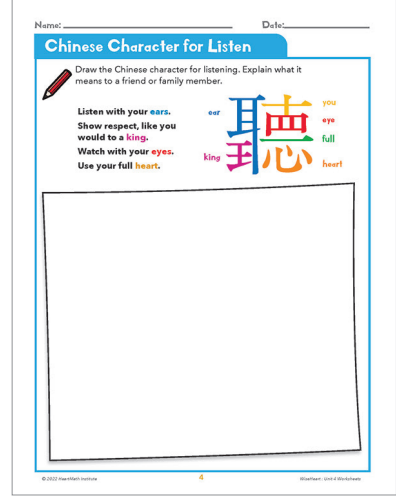 Name: Date:
Chinese Character for Listen
Draw the Chinese character for listening. Explain what it
means to a friend or family member.
Listen with your ears.
Show respect, like you
would to a king.
Watch with your eyes.
Use your full heart.
ear
king
聽
you
eye
full
heart
© 2022 HeartMath Institute 4 WiseHeart: Unit 4 Worksheets